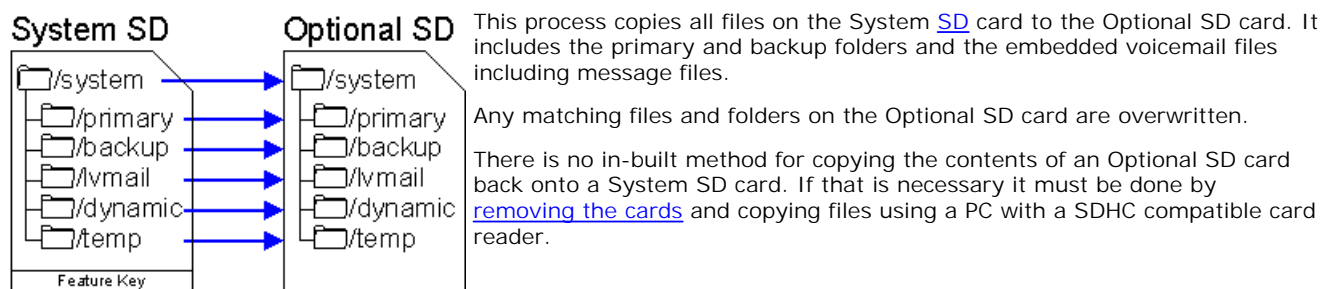 System SD
/system
/primary
/backup
/lvmail
/dynamic
/temp
Feature Key
Optional SD
/system
/primary
/backup
/lvmail
/dynamic
/temp
This process copies all files on the System SD card to the Optional SD card. It
includes the primary and backup folders and the embedded voicemail files
including message files.
Any matching files and folders on the Optional SD card are overwritten.
There is no in-built method for copying the contents of an Optional SD card
back onto a System SD card. If that is necessary it must be done by
removing the cards and copying files using a PC with a SDHC compatible card
reader.